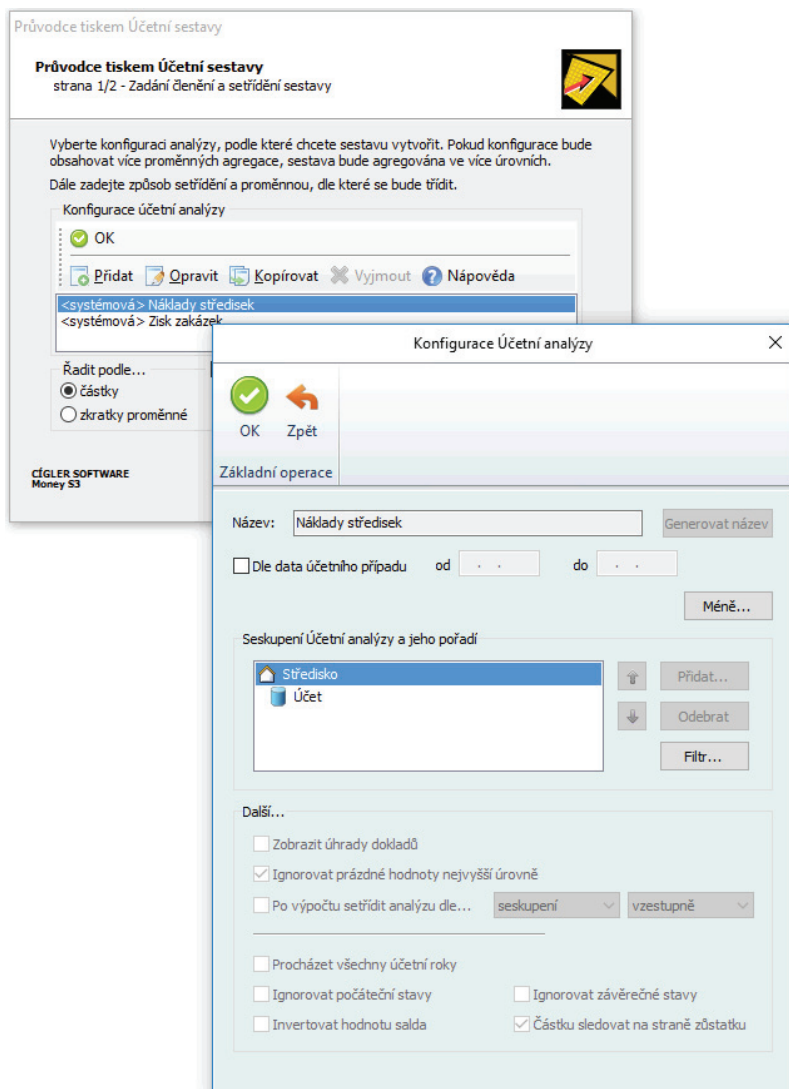 Průvodce tiskem Účetní sestavy
Průvodce tiskem Účetní sestavy
strana 1/2 - Zadání členění a setřídění sestavy
Vyberte konfiguraci analýzy, podle které chcete sestavu vytvořit. Pokud konfigurace bude
obsahovat více proměnných agregace, sestava bude agregována ve více úrovních.
Dále zadejte způsob setřídění a proměnnou, dle které se bude třídit.
Konfigurace účetní analýzy
OK
Přidat Opravit Kopírovat Vyjmout Nápověda
<systémová> Náklady středisek
<systémová> Zisk zakázek
Řadit podle...
částky
zkratky proměnné
CÍGLER SOFTWARE
Money S3
Konfigurace Účetní analýzy
OK Zpět
Základní operace
Název: Náklady středisek Generovat název
Dle data účetního případu od . . do . .
Méně...
Seskupení Účetní analýzy a jeho pořadí
Středisko Přidat...
Účet
Odebrat
Filtr...
Další...
Zobrazit úhrady dokladů
Ignorovat prázdné hodnoty nejvyšší úrovně
Po výpočtu setřídit analýzu dle... seskupení vzestupně
Procházet všechny účetní roky
Ignorovat počáteční stavy Ignorovat závěrečné stavy
Invertovat hodnotu salda Částku sledovat na straně zůstatku